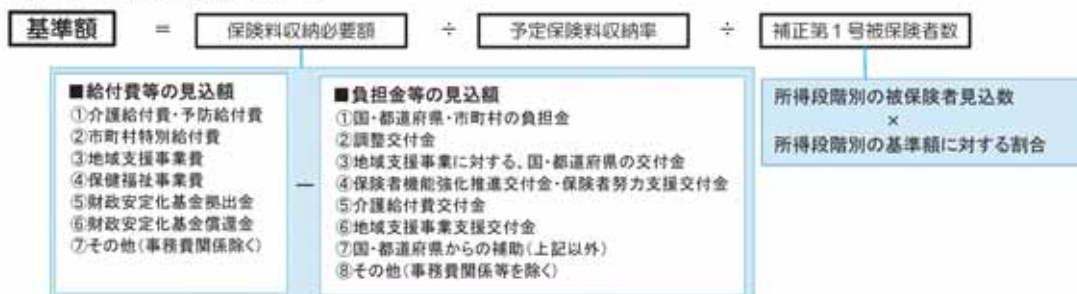 基準額 = 保険料収納必要額 ÷ 予定保険料収納率 ÷ 補正第1号被保険者数
■給付費等の見込額
①介護給付費・予防給付費
②市町村特別給付費
③地域支援事業費
④保健福祉事業費
⑤財政安定化基金拠出金
⑥財政安定化基金償還金
⑦その他(事務費関係除く)
－
■負担金等の見込額
①国・都道府県・市町村の負担金
②調整交付金
③地域支援事業に対する、国・都道府県の交付金
④保険者機能強化推進交付金・保険者努力支援交付金
⑤介護給付費交付金
⑥地域支援事業支援交付金
⑦国・都道府県からの補助(上記以外)
⑧その他(事務費関係等を除く)
所得段階別の被保険者見込数
×
所得段階別の基準額に対する割合